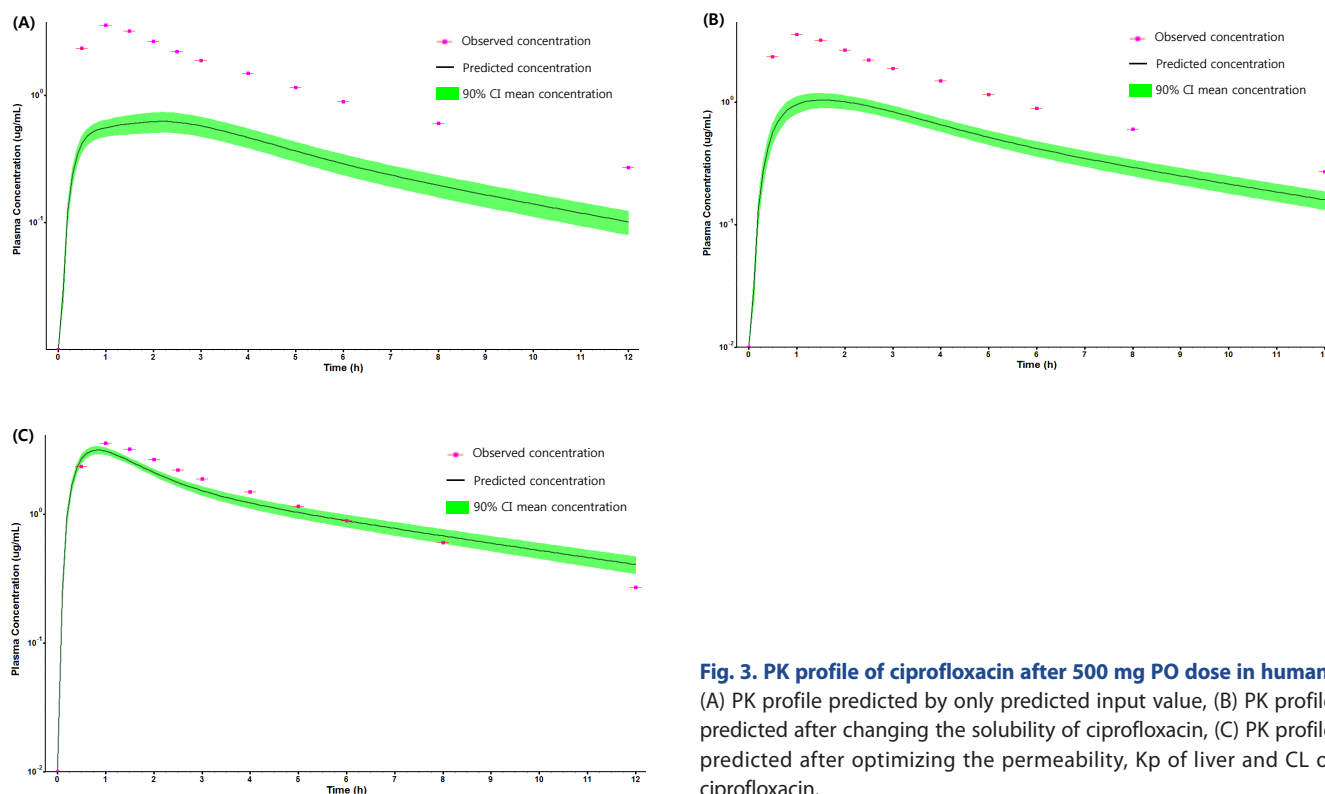 (A)
Observed concentration
Predicted concentration
90% CI mean concentration
Plasma Concentration (ug/mL)
10^0
10^-1
0 1 2 3 4 5 6 7 8 9 10 11 12
Time (h)
(B)
Observed concentration
Predicted concentration
90% CI mean concentration
Plasma Concentration (ug/mL)
10^0
10^-1
10^-2
0 1 2 3 4 5 6 7 8 9 10 11
Time (h)
(C)
Observed concentration
Predicted concentration
90% CI mean concentration
Plasma Concentration (ug/mL)
10^0
10^-1
10^-2
0 1 2 3 4 5 6 7 8 9 10 11 12
Time (h)
Fig. 3. PK profile of ciprofloxacin after 500 mg PO dose in human
(A) PK profile predicted by only predicted input value, (B) PK profile
predicted after changing the solubility of ciprofloxacin, (C) PK profile
predicted after optimizing the permeability, Kp of liver and CL o
ciprofloxacin.